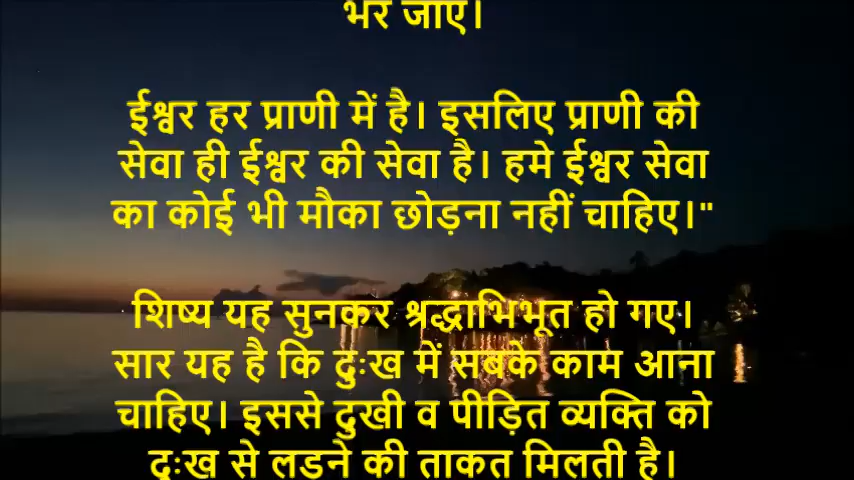 भर जाए।
ईश्वर हर प्राणी में है। इसलिए प्राणी की
सेवा ही ईश्वर की सेवा है। हमे ईश्वर सेवा
का कोई भी मौका छोड़ना नहीं चाहिए।"
शिष्य यह सुनकर श्रद्धाभिभूत हो गए।
सार यह है कि दुःख में सबके काम आना
चाहिए। इससे दुखी व पीड़ित व्यक्ति को
दुःख से लड़ने की ताकत मिलती है।